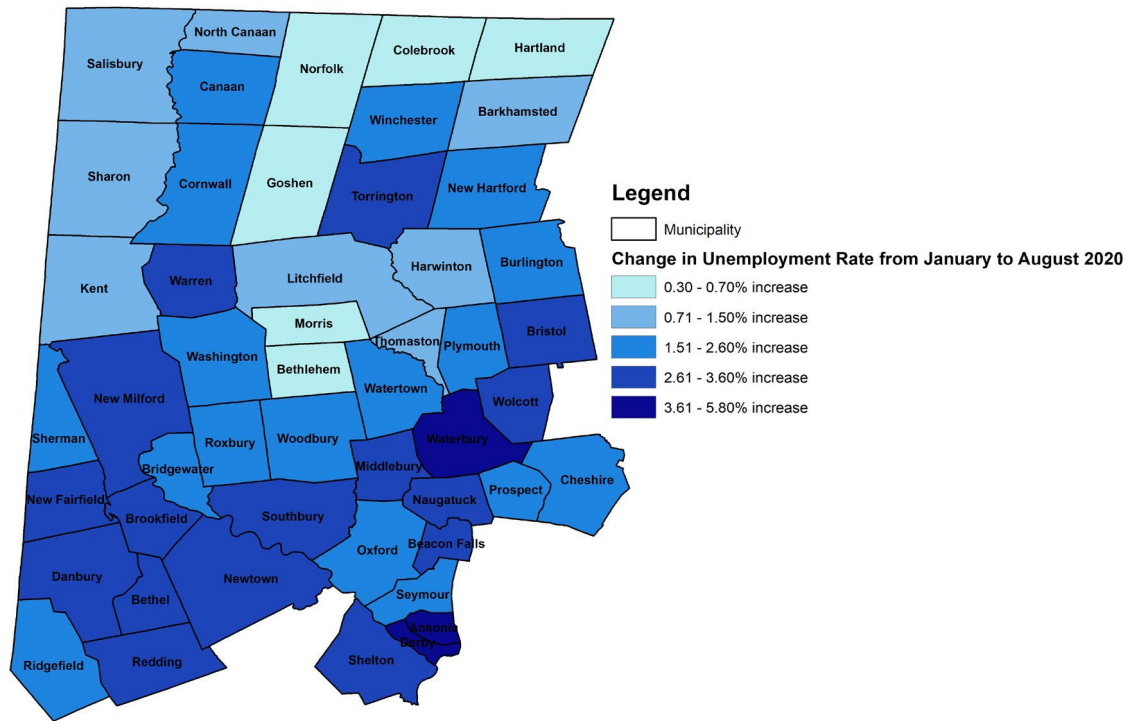 North Canaan
Salisbury
Norfolk
Colebrook
Hartland
Canaan
Winchester
Barkhamsted
Sharon
Cornwall
Goshen
Torrington
New Hartford
Kent
Warren
Litchfield
Harwinton
Burlington
Morris
Thomaston
Plymouth
Bristol
Washington
Bethlehem
Watertown
New Milford
Wolcott
Sherman
Roxbury
Woodbury
Waterbury
Bridgewater
Middlebury
Cheshire
Prospect
New Fairfield
Brookfield
Southbury
Naugatuck
Oxford
Beacon Falls
Danbury
Bethel
Newtown
Seymour
Ansonia
Derby
Ridgefield
Redding
Shelton
Legend
Municipality
Change in Unemployment Rate from January to August 2020
0.30 - 0.70% increase
0.71 - 1.50% increase
1.51 - 2.60% increase
2.61 - 3.60% increase
3.61 - 5.80% increase